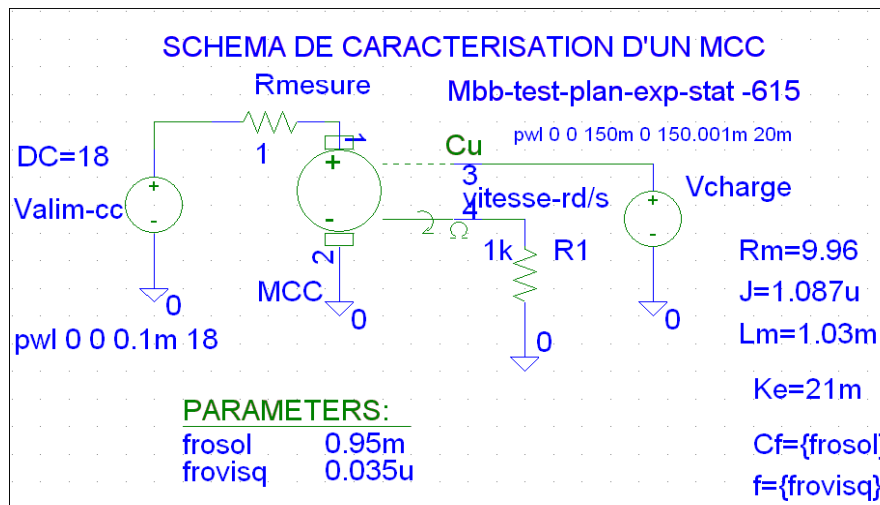 SCHEMA DE CARACTERISATION D'UN MCC
Rmesure
Mbb-test-plan-exp-stat -615
pwl 0 0 150m 0 150.001m 20m
1
Cu
DC=18
1
+
3
Vcharge
+
vitesse-rd/s
+
Valim-cc
-
4
-
Ω
-
2
1k
R1
Rm=9.96
MCC
J=1.087u
0
0
0
pwl 0 0 0.1m 18
0
Lm=1.03m
Ke=21m
PARAMETERS:
frosol 0.95m
frovisq 0.035u
Cf={frosol}
f={frovisq}